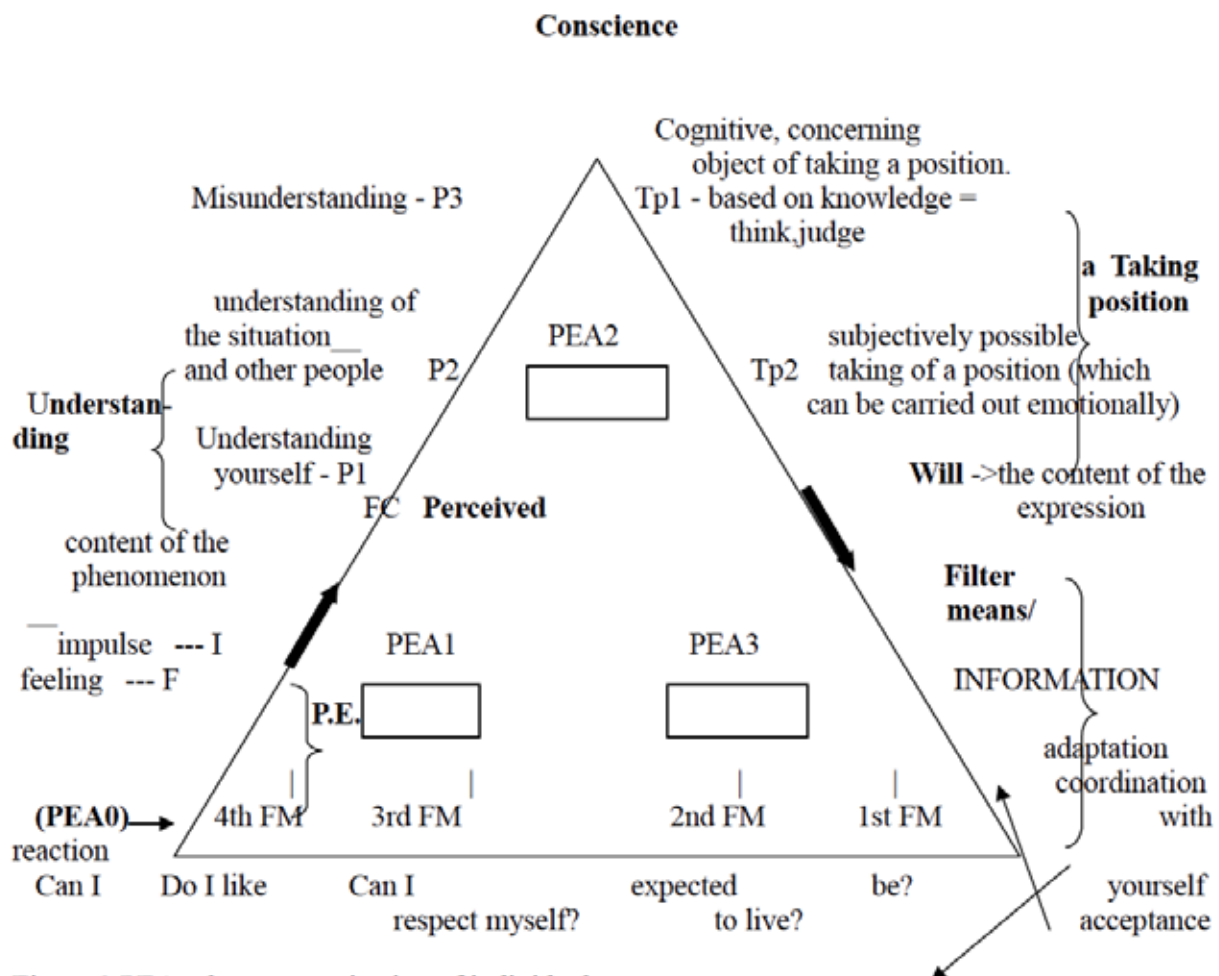 Conscience
Cognitive, concerning
object of taking a position.
Misunderstanding - P3
Tp1 - based on knowledge =
think,judge
a Taking
position
understanding of
the situation__
and other people P2
PEA2
subjectively possible
Tp2 taking of a position (which
can be carried out emotionally)
Understan-
ding
Understanding
yourself - P1
Will ->the content of the
expression
FC Perceived
content of the
phenomenon
Filter
means/
__impulse --- I
feeling --- F
PEA1
PEA3
INFORMATION
P.E.
adaptation
coordination
with
(PEA0)
reaction
4th FM 3rd FM 2nd FM 1st FM
Can I Do I like Can I expected be? yourself
respect myself? to live? acceptance